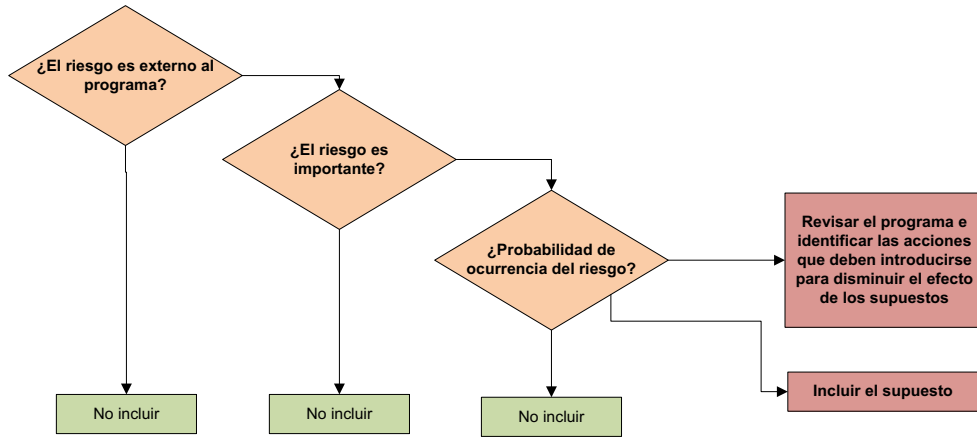 ¿El riesgo es externo al
programa?
¿El riesgo es
importante?
¿Probabilidad de
ocurrencia del riesgo?
Revisar el programa e
identificar las acciones
que deben introducirse
para disminuir el efecto
de los supuestos
Incluir el supuesto
No incluir
No incluir
No incluir